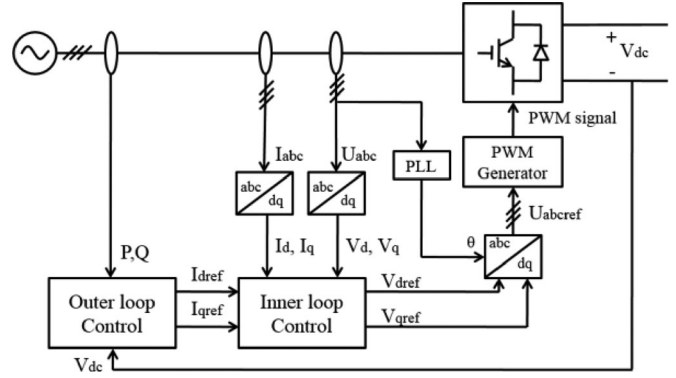 +
Vdc
-
PWM signal
Iabc
Uabc
PLL
PWM
Generator
abc
dq
abc
dq
Uabcref
Id, Iq
Vd, Vq
θ
abc
dq
P,Q
Idref
Vdref
Outer loop
Control
Inner loop
Control
Iqref
Vqref
Vdc